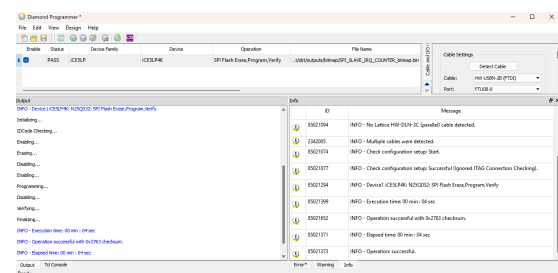 Diamond Programmer *
File Edit View Design Help
Enable Status Device Family Device Operation File Name
1 PASS iCE5LP iCE5LP4K SPI Flash Erase,Program,Verify ...t/sbt/outputs/bitmap/SPI_SLAVE_IRQ_COUNTER_bitmap.bin
Cable and I/O
Cable Settings
Detect Cable
Cable: HW-USBN-2B (FTDI)
Port: FTUSB-0
Output
INFO - Device1 iCE5LP4K: N25Q032: SPI Flash Erase,Program,Verify
Initializing...
IDCode Checking...
Enabling...
Erasing...
Disabling...
Enabling...
Programming...
Disabling...
Verifying...
Finalizing...
INFO - Execution time: 00 min : 04 sec
INFO - Operation successful with 0x2763 checksum.
INFO - Elapsed time: 00 min : 04 sec
Output Tcl Console
Info
ID Message
85021094 INFO - No Lattice HW-DLN-3C (parallel) cable detected.
2342005 INFO - Multiple cables were detected.
85021074 INFO - Check configuration setup: Start.
85021077 INFO - Check configuration setup: Successful (Ignored JTAG Connection Checking).
85021294 INFO - Device1 iCE5LP4K: N25Q032: SPI Flash Erase,Program,Verify
85021399 INFO - Execution time: 00 min : 04 sec
85021652 INFO - Operation successful with 0x2763 checksum.
85021371 INFO - Elapsed time: 00 min : 04 sec
85021373 INFO - Operation: successful.
Error* Warning Info
Ready